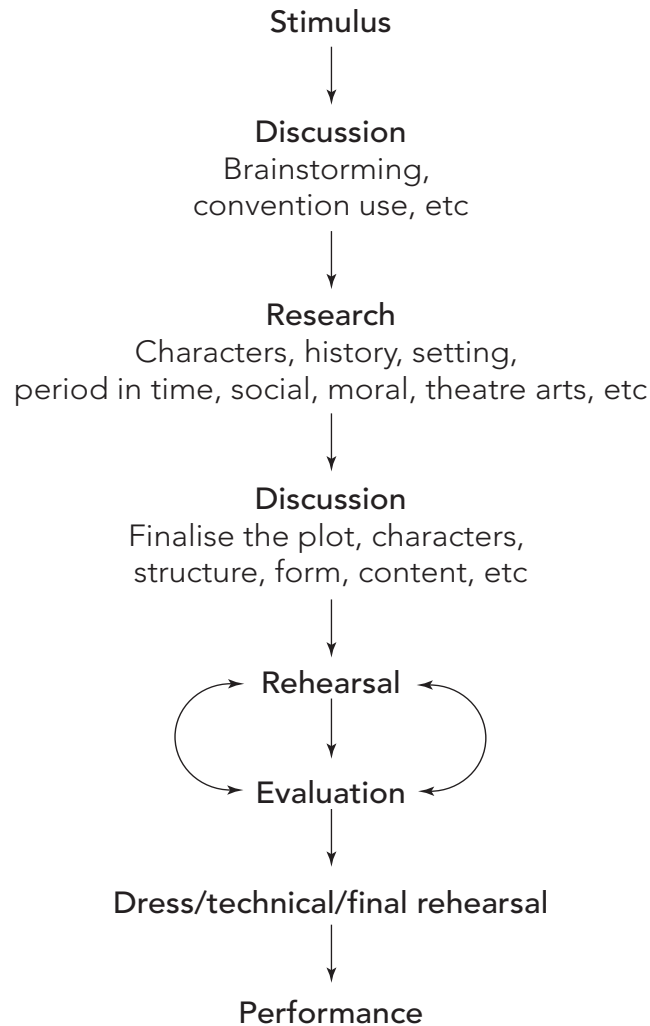 Stimulus
Discussion
Brainstorming,
convention use, etc
Research
Characters, history, setting,
period in time, social, moral, theatre arts, etc
Discussion
Finalise the plot, characters,
structure, form, content, etc
Rehearsal
Evaluation
Dress/technical/final rehearsal
Performance